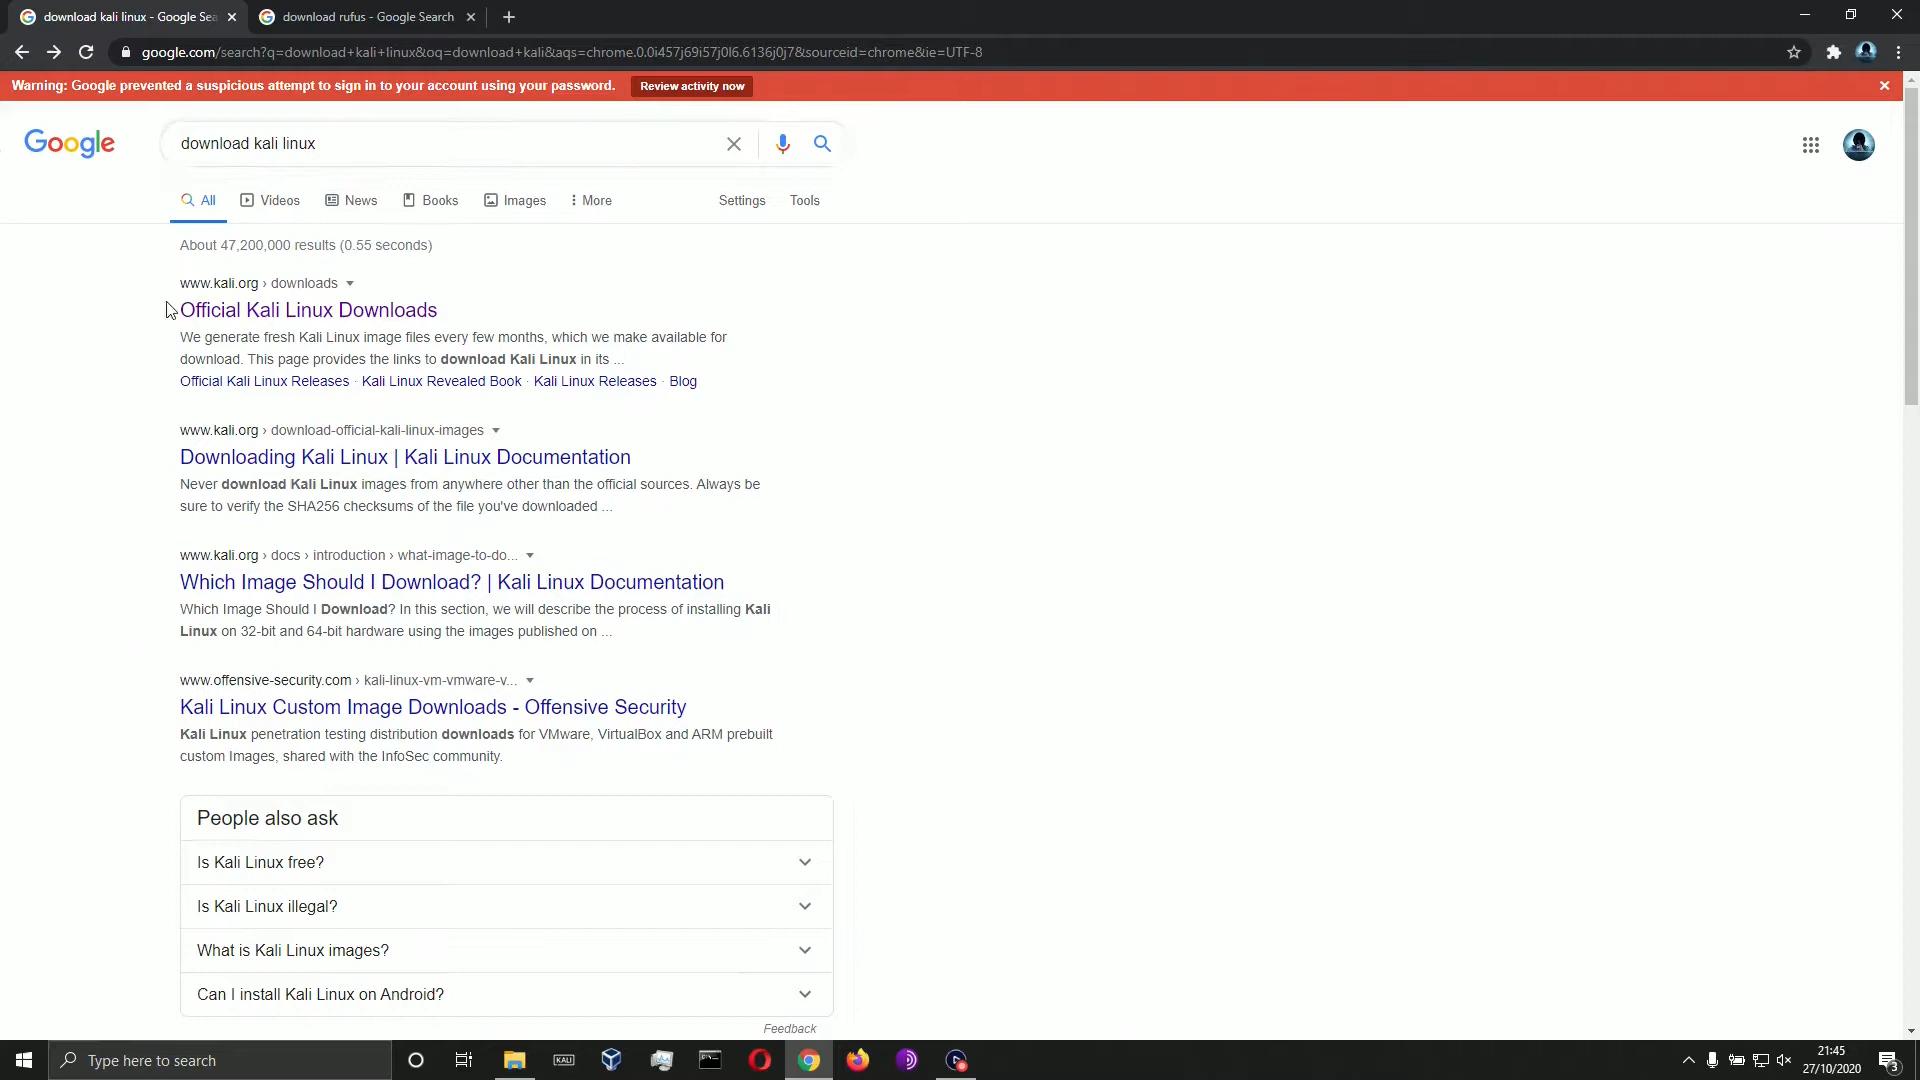 download kali linux - Google Sea
download rufus - Google Search
google.com/search?q=download+kali+linux&oq=download+kali&aqs=chrome.0.0i457j69i57j0l6.6136j0j7&sourceid=chrome&ie=UTF-8
Warning: Google prevented a suspicious attempt to sign in to your account using your password. Review activity now
Google
download kali linux
All Videos News Books Images More Settings Tools
About 47,200,000 results (0.55 seconds)
www.kali.org › downloads
Official Kali Linux Downloads
We generate fresh Kali Linux image files every few months, which we make available for
download. This page provides the links to download Kali Linux in its ...
Official Kali Linux Releases · Kali Linux Revealed Book · Kali Linux Releases · Blog
www.kali.org › download-official-kali-linux-images
Downloading Kali Linux | Kali Linux Documentation
Never download Kali Linux images from anywhere other than the official sources. Always be
sure to verify the SHA256 checksums of the file you've downloaded ...
www.kali.org › docs › introduction › what-image-to-do...
Which Image Should I Download? | Kali Linux Documentation
Which Image Should I Download? In this section, we will describe the process of installing Kali
Linux on 32-bit and 64-bit hardware using the images published on ...
www.offensive-security.com › kali-linux-vm-vmware-v...
Kali Linux Custom Image Downloads - Offensive Security
Kali Linux penetration testing distribution downloads for VMware, VirtualBox and ARM prebuilt
custom Images, shared with the InfoSec community.
People also ask
Is Kali Linux free?
Is Kali Linux illegal?
What is Kali Linux images?
Can I install Kali Linux on Android?
Feedback
Type here to search
KALI
21:45
27/10/2020
3